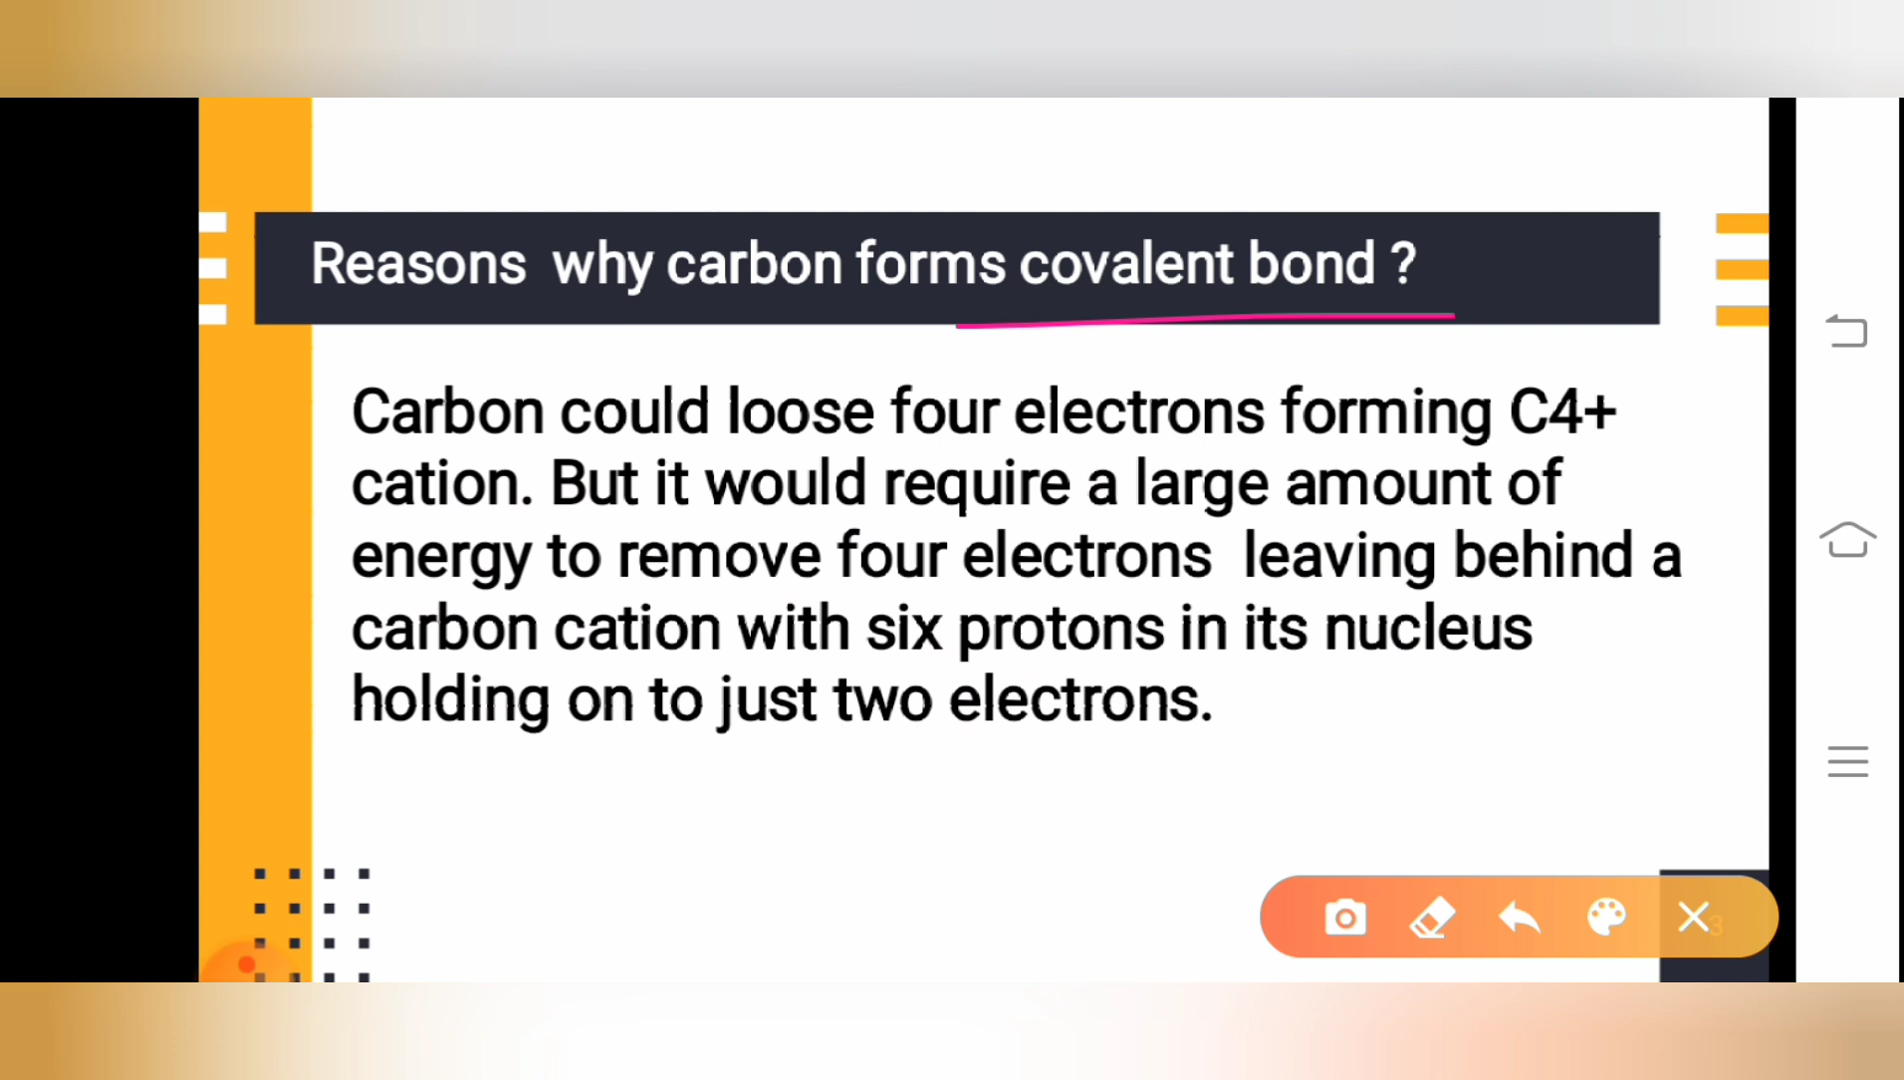 Reasons why carbon forms covalent bond ?
Carbon could loose four electrons forming C4+
cation. But it would require a large amount of
energy to remove four electrons leaving behind a
carbon cation with six protons in its nucleus
holding on to just two electrons.
3